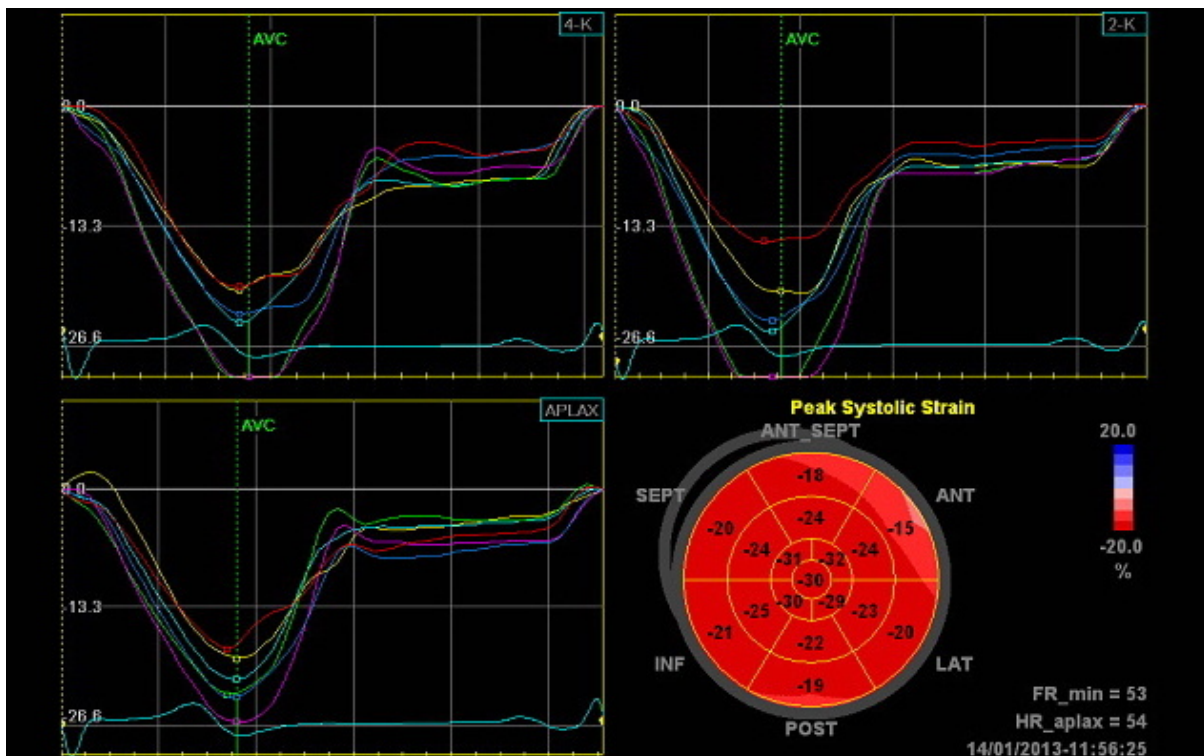 4-K
AVC
0.0
-13.3
-26.6
2-K
AVC
0.0
-13.3
-26.6
APLAX
AVC
0.0
-13.3
-26.6
Peak Systolic Strain
ANT_SEPT
SEPT
ANT
INF
LAT
POST
-18
-20
-15
-24
-24
-24
-31
-32
-30
-30
-29
-25
-23
-21
-20
-22
-19
20.0
-20.0
%
FR_min = 53
HR_aplax = 54
14/01/2013-11:56:25